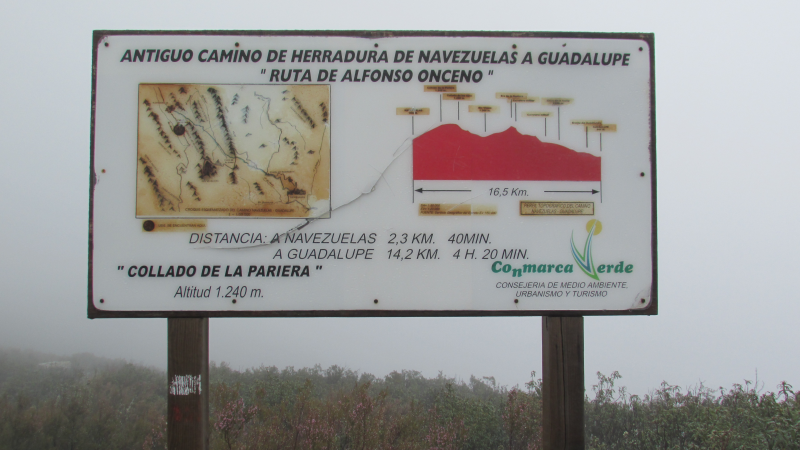 ANTIGUO CAMINO DE HERRADURA DE NAVEZUELAS A GUADALUPE
" RUTA DE ALFONSO ONCENO "
16,5 Km.
DISTANCIA: A NAVEZUELAS 2,3 KM. 40MIN.
A GUADALUPE 14,2 KM. 4 H. 20 MIN.
" COLLADO DE LA PARIERA "
Altitud 1.240 m.
Conmarca Verde
CONSEJERIA DE MEDIO AMBIENTE,
URBANISMO Y TURISMO